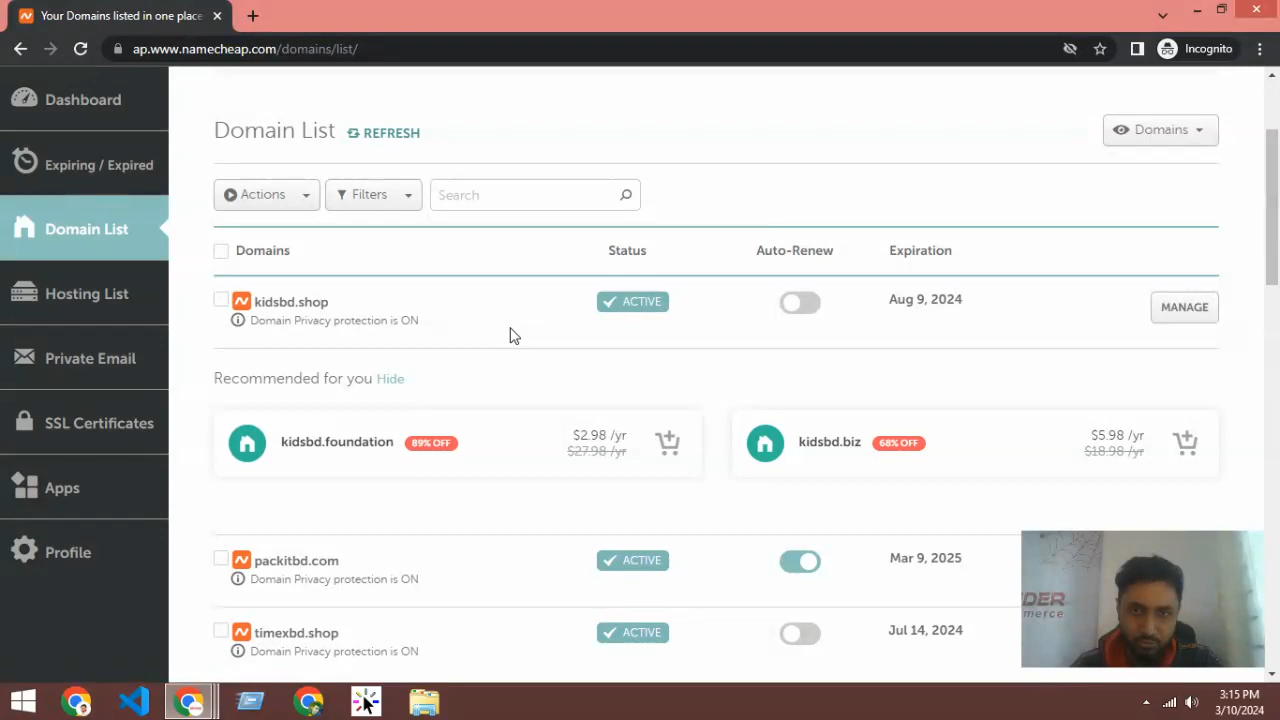 Your Domains listed in one place
ap.www.namecheap.com/domains/list/
Incognito
Dashboard
Expiring / Expired
Domain List
Hosting List
Private Email
SSL Certificates
Apps
Profile
Domain List REFRESH
Domains
Actions Filters Search
Domains Status Auto-Renew Expiration
kidsbd.shop ACTIVE Aug 9, 2024 MANAGE
Domain Privacy protection is ON
Recommended for you Hide
kidsbd.foundation 89% OFF $2.98 /yr
$27.98 /yr
kidsbd.biz 68% OFF $5.98 /yr
$18.98 /yr
packitbd.com ACTIVE Mar 9, 2025
Domain Privacy protection is ON
timexbd.shop ACTIVE Jul 14, 2024
Domain Privacy protection is ON
DER
merce
3:15 PM
3/10/2024